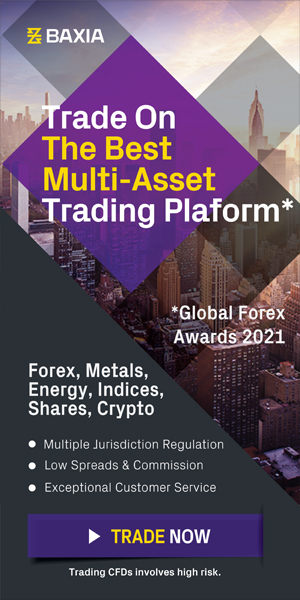 BAXIA
Trade On
The Best
Multi-Asset
Trading Plaform*
*Global Forex
Awards 2021
Forex, Metals,
Energy, Indices,
Shares, Crypto
Multiple Jurisdiction Regulation
Low Spreads & Commission
Exceptional Customer Service
TRADE NOW
Trading CFDs involves high risk.